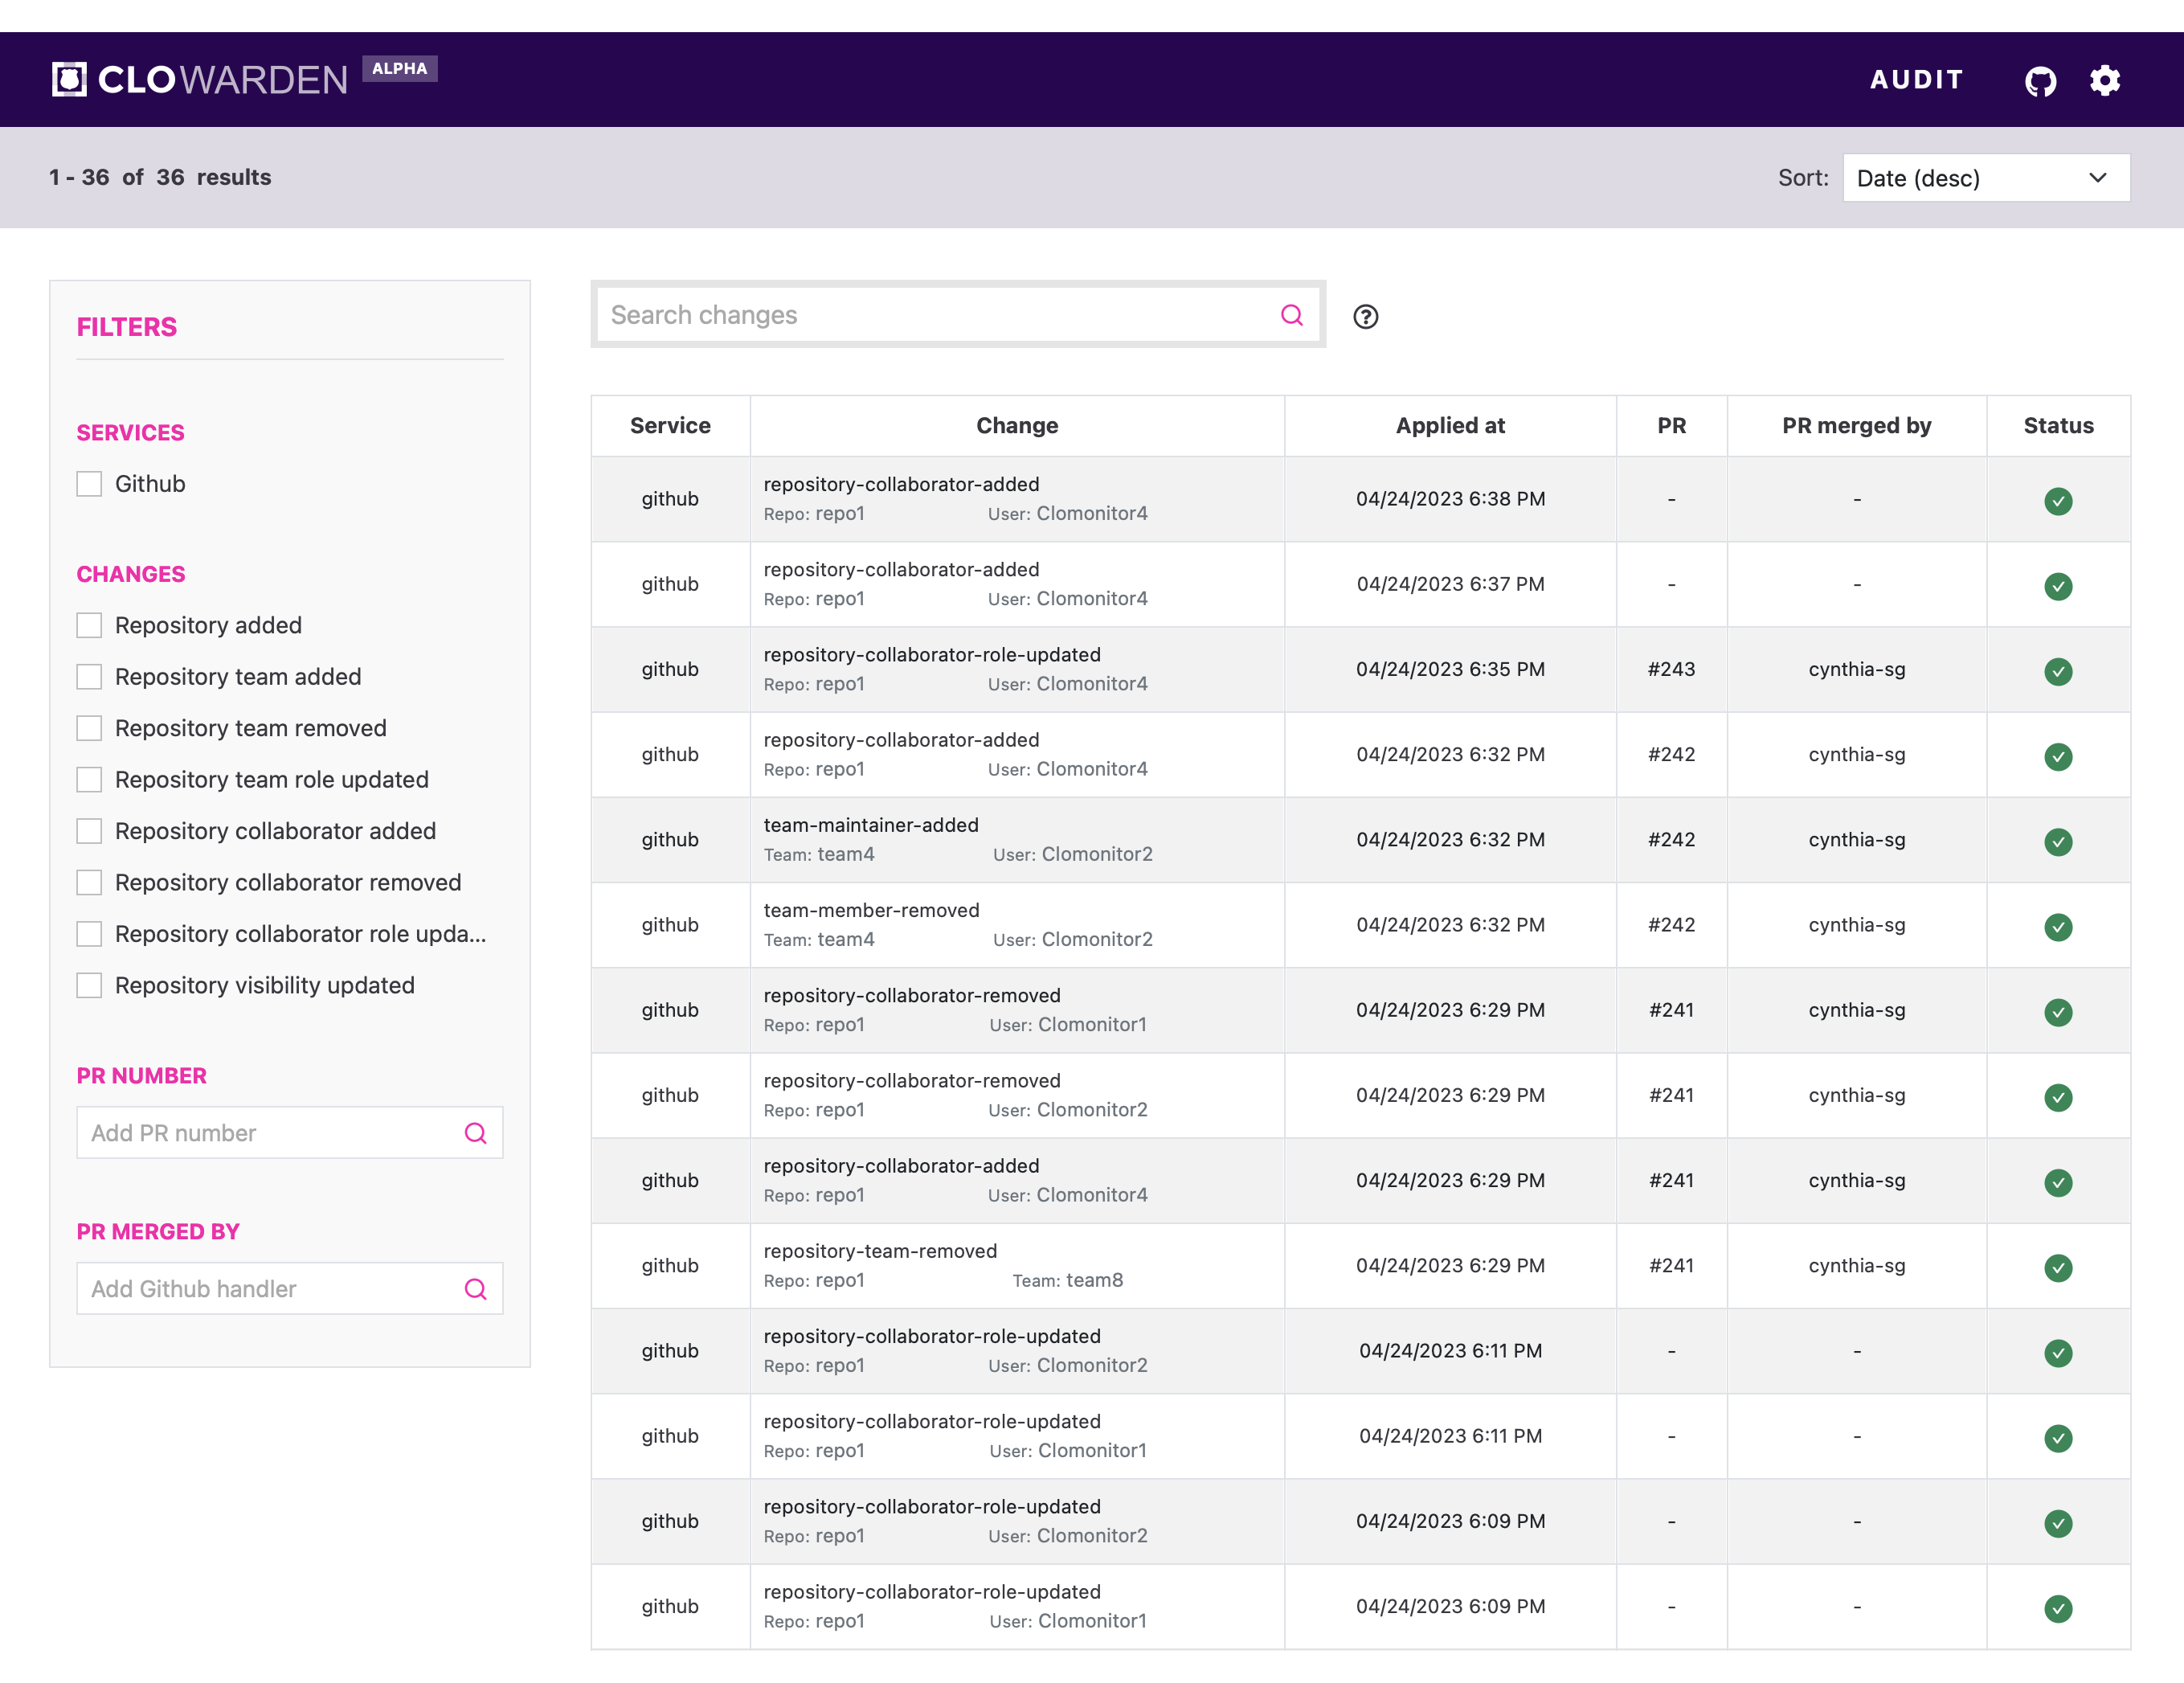 CLOWARDEN ALPHA AUDIT
1 - 36 of 36 results Sort: Date (desc)
FILTERS
SERVICES
Github
CHANGES
Repository added
Repository team added
Repository team removed
Repository team role updated
Repository collaborator added
Repository collaborator removed
Repository collaborator role upda...
Repository visibility updated
PR NUMBER
Add PR number
PR MERGED BY
Add Github handler
Search changes ?
Service Change Applied at PR PR merged by Status
repository-collaborator-added
github 04/24/2023 6:38 PM - -
Repo: repo1 User: Clomonitor4
repository-collaborator-added
github 04/24/2023 6:37 PM - -
Repo: repo1 User: Clomonitor4
repository-collaborator-role-updated
github 04/24/2023 6:35 PM #243 cynthia-sg
Repo: repo1 User: Clomonitor4
repository-collaborator-added
github 04/24/2023 6:32 PM #242 cynthia-sg
Repo: repo1 User: Clomonitor4
team-maintainer-added
github 04/24/2023 6:32 PM #242 cynthia-sg
Team: team4 User: Clomonitor2
team-member-removed
github 04/24/2023 6:32 PM #242 cynthia-sg
Team: team4 User: Clomonitor2
repository-collaborator-removed
github 04/24/2023 6:29 PM #241 cynthia-sg
Repo: repo1 User: Clomonitor1
repository-collaborator-removed
github 04/24/2023 6:29 PM #241 cynthia-sg
Repo: repo1 User: Clomonitor2
repository-collaborator-added
github 04/24/2023 6:29 PM #241 cynthia-sg
Repo: repo1 User: Clomonitor4
repository-team-removed
github 04/24/2023 6:29 PM #241 cynthia-sg
Repo: repo1 Team: team8
repository-collaborator-role-updated
github 04/24/2023 6:11 PM - -
Repo: repo1 User: Clomonitor2
repository-collaborator-role-updated
github 04/24/2023 6:11 PM - -
Repo: repo1 User: Clomonitor1
repository-collaborator-role-updated
github 04/24/2023 6:09 PM - -
Repo: repo1 User: Clomonitor2
repository-collaborator-role-updated
github 04/24/2023 6:09 PM - -
Repo: repo1 User: Clomonitor1